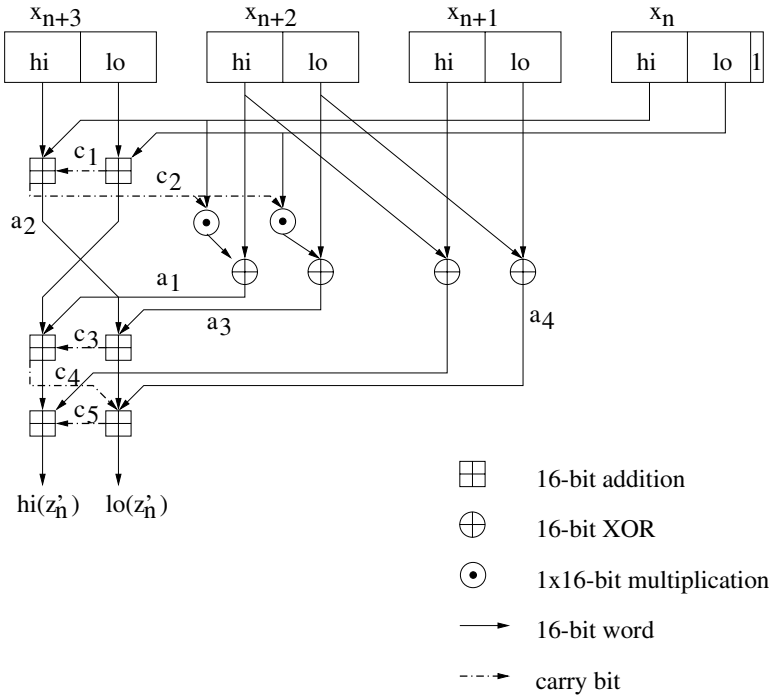 x_{n+3} x_{n+2} x_{n+1} x_n
hi lo hi lo hi lo hi lo 1
c_1
c_2
a_2
a_1
a_3
a_4
c_3
c_4
c_5
hi(z'_n) lo(z'_n)
16-bit addition
16-bit XOR
1x16-bit multiplication
16-bit word
carry bit